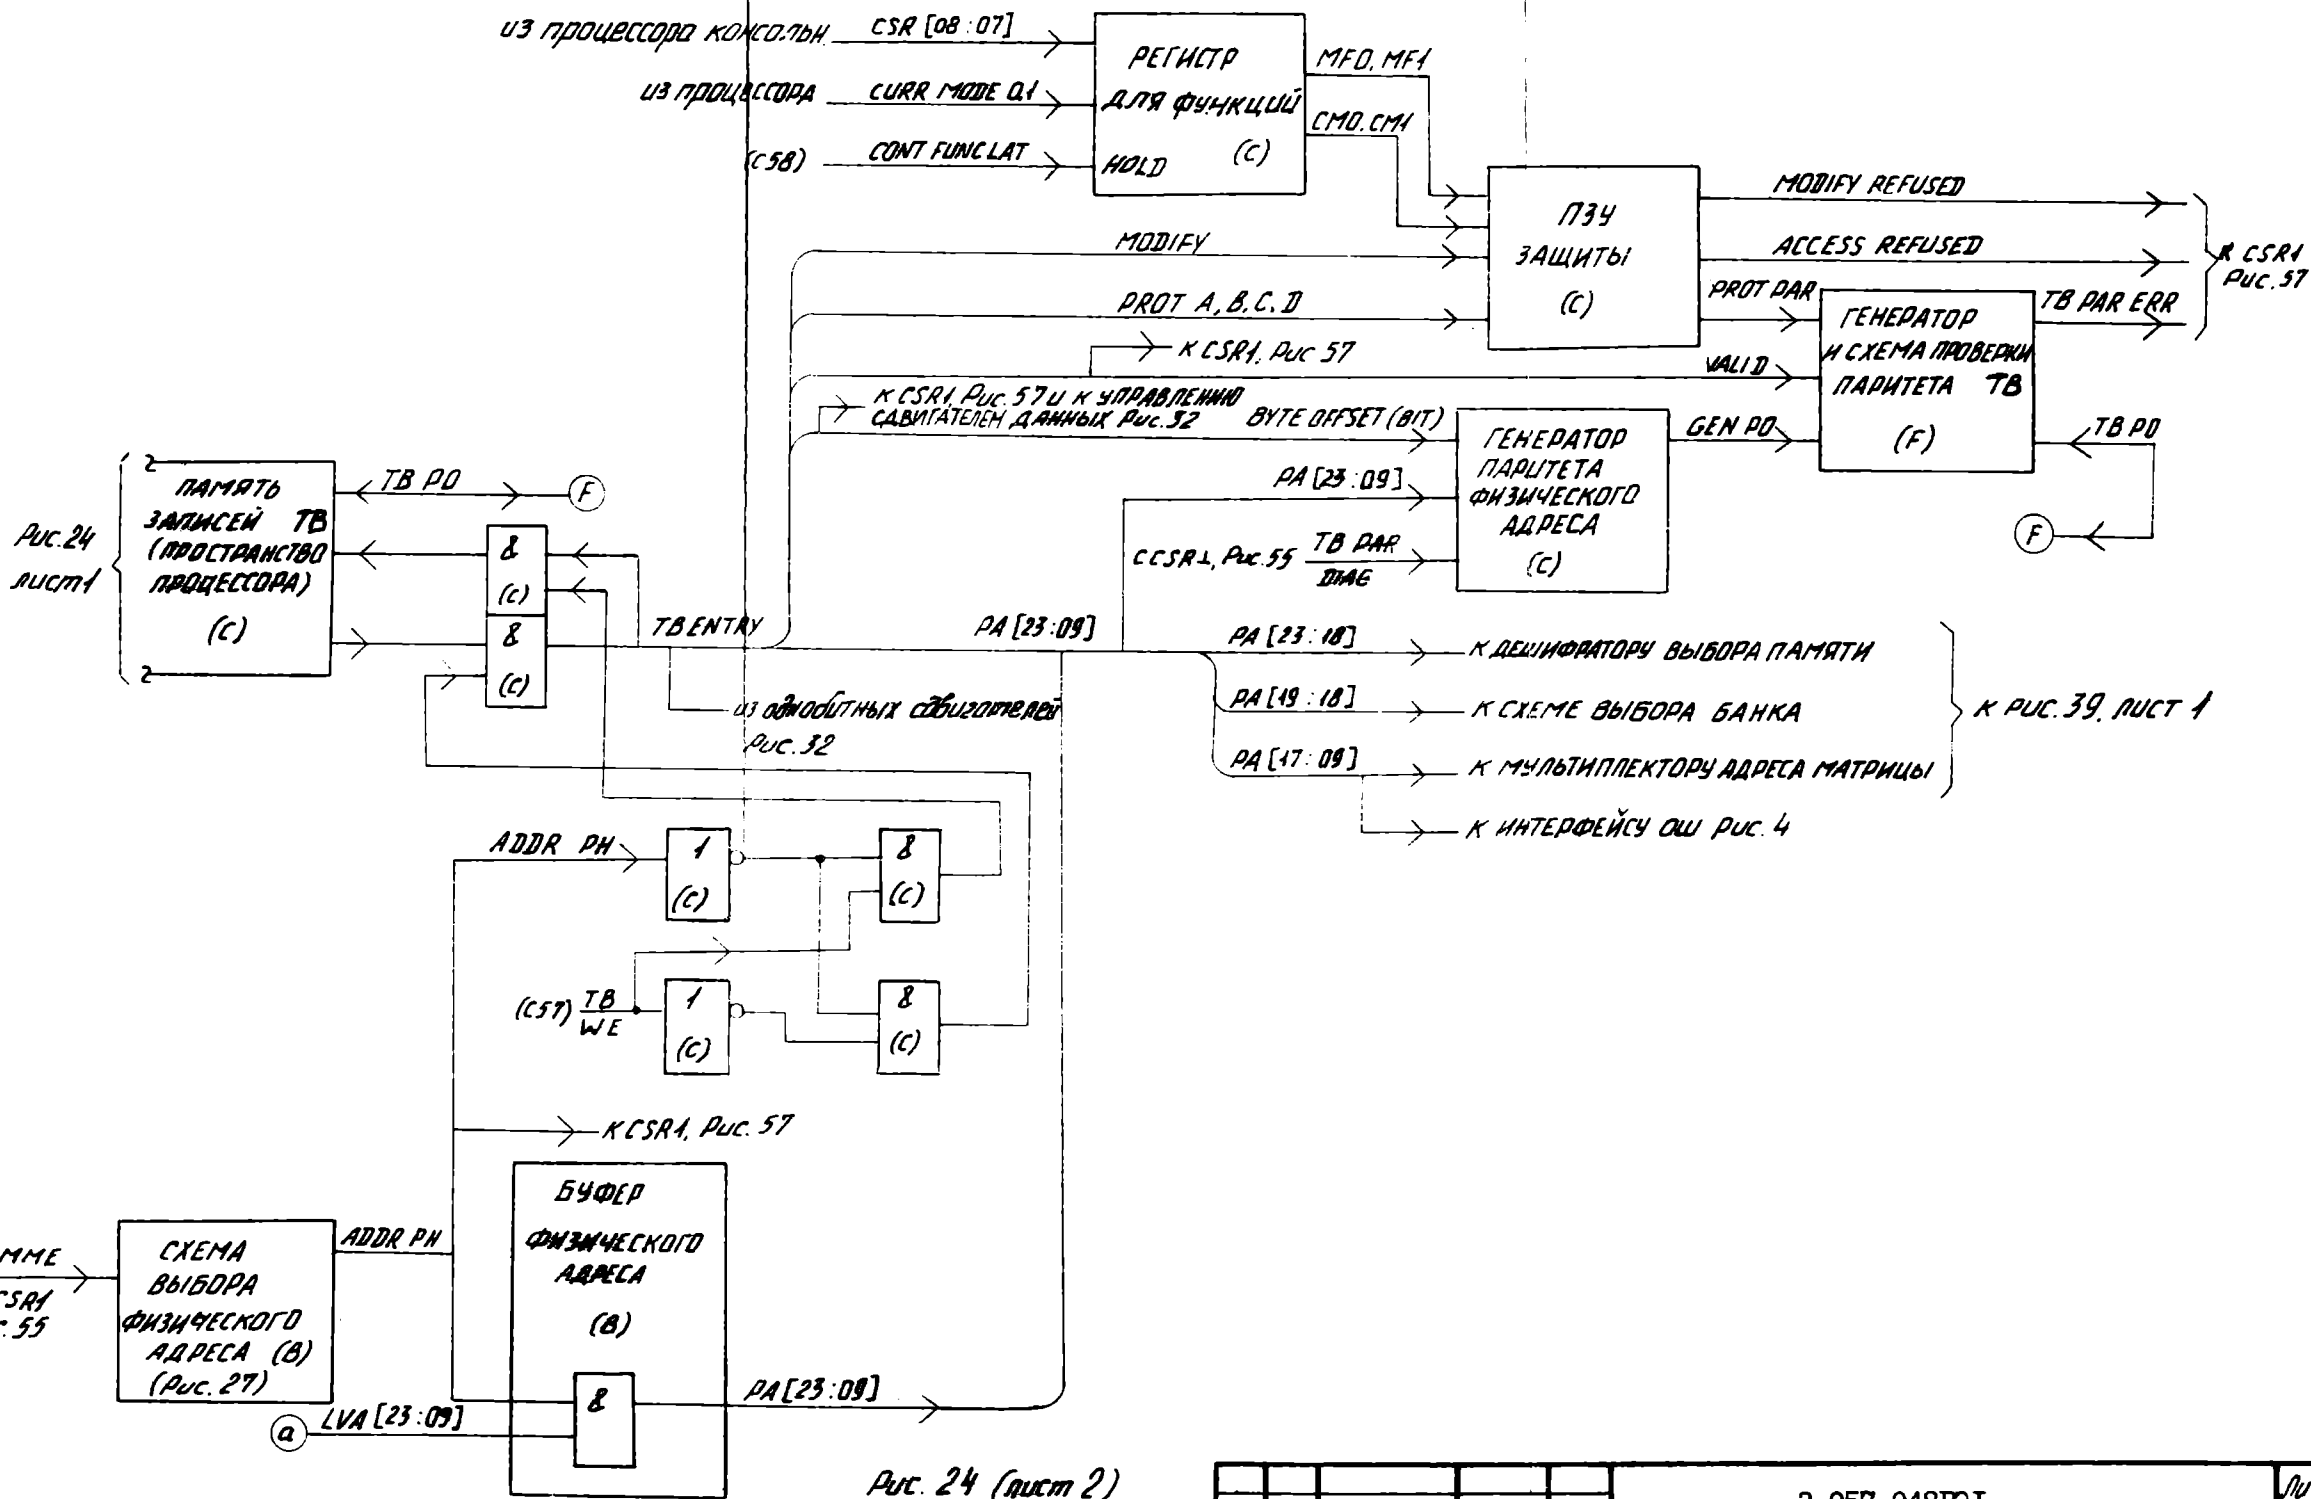 из процессора консольн.
CSR [08:07]
из процессора
CURR MODE 0.1
(C58)
CONT FUNC LAT
РЕГИСТР
ДЛЯ ФУНКЦИЙ
(C)
HOLD
MF0, MF1
CM0, CM1
MODIFY
PROT A, B, C, D
ПЗУ
ЗАЩИТЫ
(C)
MODIFY REFUSED
ACCESS REFUSED
PROT PAR
К CSR1
Рис. 57
TB PAR ERR
ГЕНЕРАТОР
И СХЕМА ПРОВЕРКИ
ПАРИТЕТА ТВ
(F)
К CSR1, Рис 57
VALID
К CSR1, Рис. 57 и к УПРАВЛЕНИЮ
СДВИГАТЕЛЕМ ДАННЫХ Рис. 32
BYTE OFFSET (BIT)
GEN PO
TB PO
F
ГЕНЕРАТОР
ПАРИТЕТА
ФИЗИЧЕСКОГО
АДРЕСА
(C)
PA [23:09]
С CSR1, Рис. 55
TB PAR
DIAG
Рис. 24
лист 1
ПАМЯТЬ
ЗАПИСЕЙ ТВ
(ПРОСТРАНСТВО
ПРОЦЕССОРА)
(C)
TB PO
F
&
(C)
&
(C)
TB ENTRY
PA [23:09]
из однобитных сдвигателей
Рис. 32
PA [23:18]
К ДЕШИФРАТОРУ ВЫБОРА ПАМЯТИ
PA [19:18]
К СХЕМЕ ВЫБОРА БАНКА
PA [17:09]
К МУЛЬТИПЛЕКТОРУ АДРЕСА МАТРИЦЫ
К ИНТЕРФЕЙСУ ОШ Рис. 4
К РИС. 39, ЛИСТ 1
ADDR PH
1
(C)
&
(C)
(C57)
TB
WE
1
(C)
&
(C)
К CSR1, Рис. 57
MME
CSR1
55
СХЕМА
ВЫБОРА
ФИЗИЧЕСКОГО
АДРЕСА (B)
(Рис. 27)
ADDR PH
БУФЕР
ФИЗИЧЕСКОГО
АДРЕСА
(B)
&
a
LVA [23:09]
PA [23:09]
Рис. 24 (лист 2)